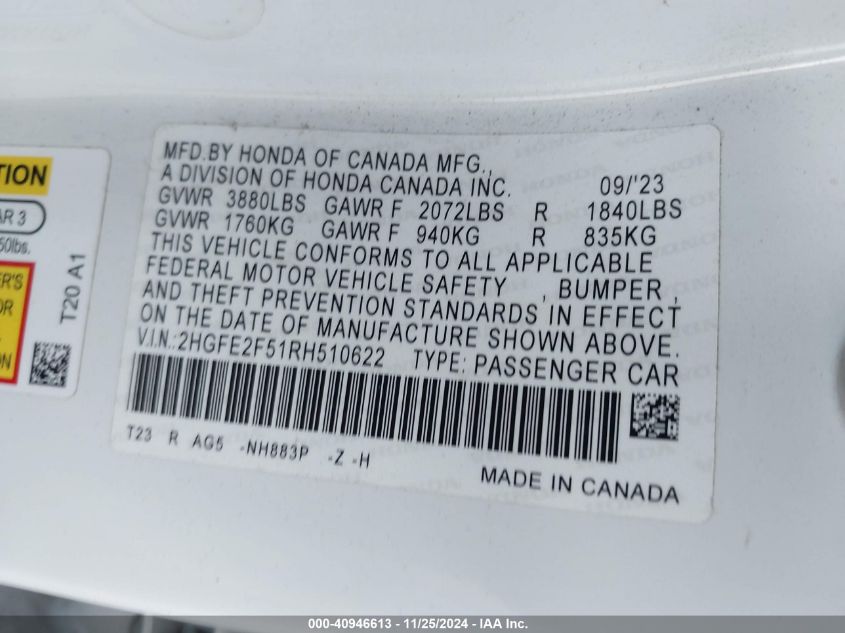 MFD.BY HONDA OF CANADA MFG.,
A DIVISION OF HONDA CANADA INC. 09/'23
GVWR 3880LBS GAWR F 2072LBS R 1840LBS
GVWR 1760KG GAWR F 940KG R 835KG
THIS VEHICLE CONFORMS TO ALL APPLICABLE
FEDERAL MOTOR VEHICLE SAFETY , BUMPER ,
AND THEFT PREVENTION STANDARDS IN EFFECT
ON THE DATE OF MANUFACTURE SHOWN ABOVE.
V.I.N.:2HGFE2F51RH510622 TYPE: PASSENGER CAR
T23 R AG5 -NH883P -Z -H
MADE IN CANADA
TION
AR 3
50lbs.
ER'S
OR
ON
T20 A1
000-40946613 - 11/25/2024 - IAA Inc.